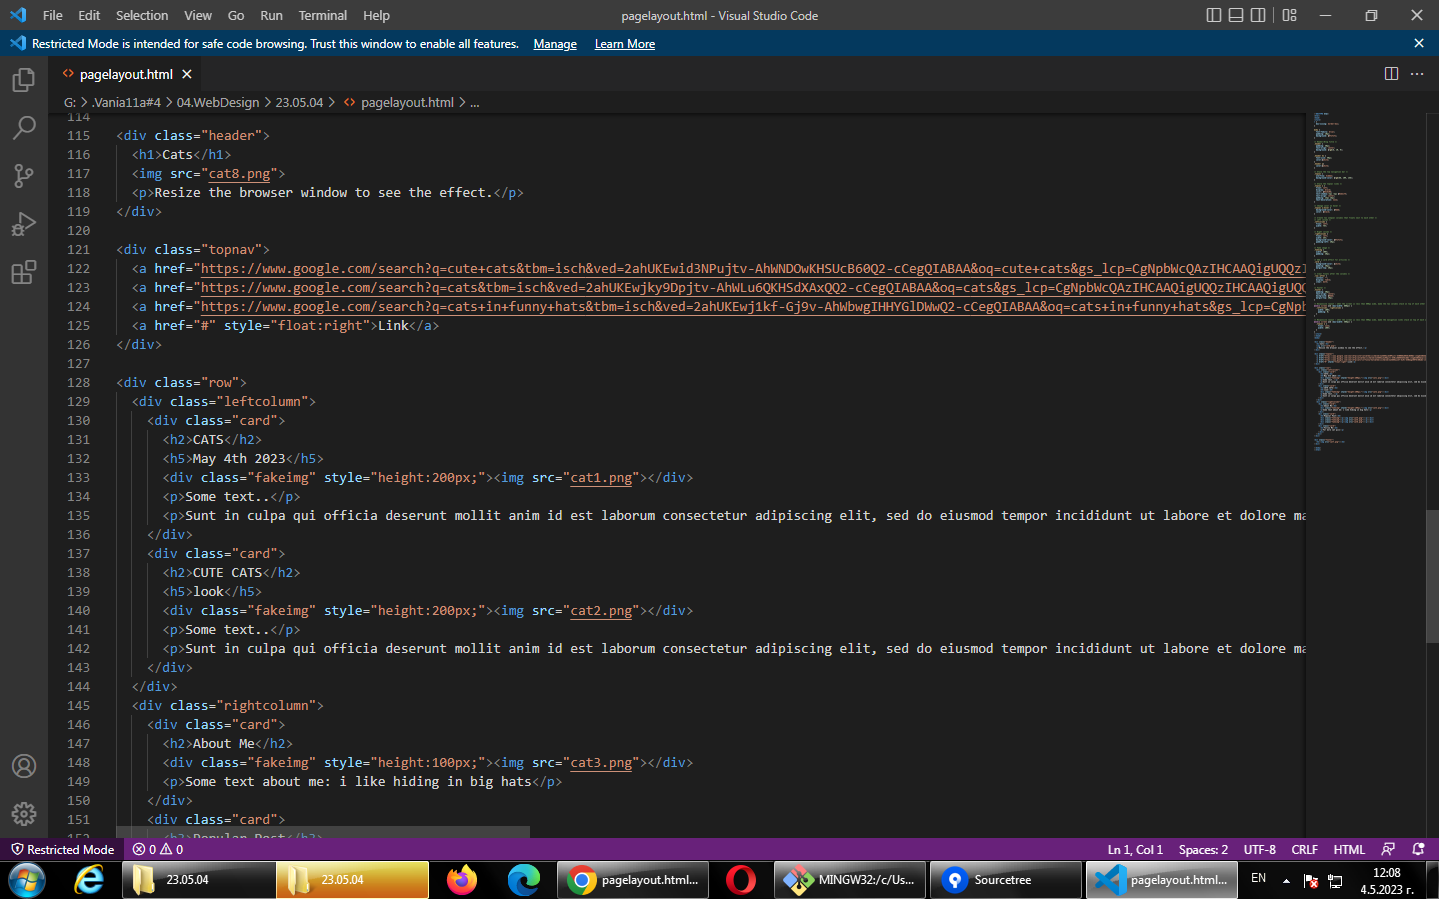 File Edit Selection View Go Run Terminal Help
pagelayout.html - Visual Studio Code
Restricted Mode is intended for safe code browsing. Trust this window to enable all features. Manage Learn More
pagelayout.html
G: > .Vania11a#4 > 04.WebDesign > 23.05.04 > pagelayout.html > ...
114
115 <div class="header">
116 <h1>Cats</h1>
117 <img src="cat8.png">
118 <p>Resize the browser window to see the effect.</p>
119 </div>
120
121 <div class="topnav">
122 <a href="https://www.google.com/search?q=cute+cats&tbm=isch&ved=2ahUKEwid3NPujtv-AhWNDOwKHSUcB60Q2-cCegQIABAA&oq=cute+cats&gs_lcp=CgNpbWcQAzIHCAAQigUQQzI
123 <a href="https://www.google.com/search?q=cats&tbm=isch&ved=2ahUKEwjky9Dpjtv-AhWLu6QKHSdXAxQQ2-cCegQIABAA&oq=cats&gs_lcp=CgNpbWcQAzIHCAAQigUQQzIHCAAQigUQQ
124 <a href="https://www.google.com/search?q=cats+in+funny+hats&tbm=isch&ved=2ahUKEwj1kf-Gj9v-AhWbwgIHHYGlDWwQ2-cCegQIABAA&oq=cats+in+funny+hats&gs_lcp=CgNpb
125 <a href="#" style="float:right">Link</a>
126 </div>
127
128 <div class="row">
129 <div class="leftcolumn">
130 <div class="card">
131 <h2>CATS</h2>
132 <h5>May 4th 2023</h5>
133 <div class="fakeimg" style="height:200px;"><img src="cat1.png"></div>
134 <p>Some text..</p>
135 <p>Sunt in culpa qui officia deserunt mollit anim id est laborum consectetur adipiscing elit, sed do eiusmod tempor incididunt ut labore et dolore ma
136 </div>
137 <div class="card">
138 <h2>CUTE CATS</h2>
139 <h5>look</h5>
140 <div class="fakeimg" style="height:200px;"><img src="cat2.png"></div>
141 <p>Some text..</p>
142 <p>Sunt in culpa qui officia deserunt mollit anim id est laborum consectetur adipiscing elit, sed do eiusmod tempor incididunt ut labore et dolore ma
143 </div>
144 </div>
145 <div class="rightcolumn">
146 <div class="card">
147 <h2>About Me</h2>
148 <div class="fakeimg" style="height:100px;"><img src="cat3.png"></div>
149 <p>Some text about me: i like hiding in big hats</p>
150 </div>
151 <div class="card">
152 <h3>Popular Post</h3>
Restricted Mode 0 0 Ln 1, Col 1 Spaces: 2 UTF-8 CRLF HTML
23.05.04 23.05.04 pagelayout.html... MINGW32:/c/Us... Sourcetree pagelayout.html... EN 12:08
4.5.2023 г.